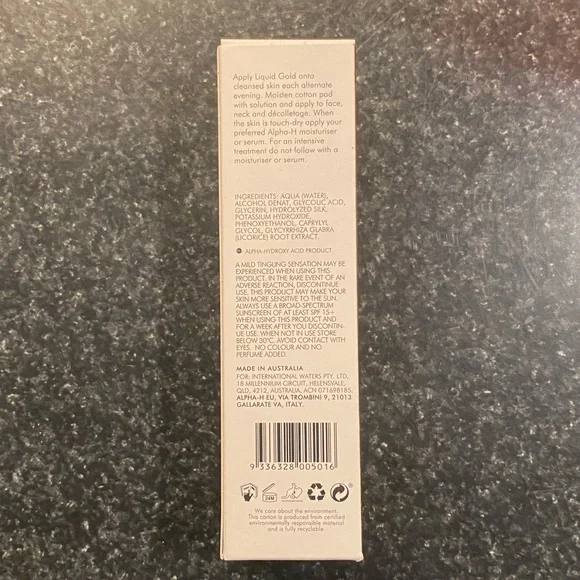 Apply Liquid Gold onto
cleansed skin each alternate
evening. Moisten cotton pad
with solution and apply to face,
neck and décolletage. When
the skin is touch-dry apply your
preferred Alpha-H moisturiser
or serum. For an intensive
treatment do not follow with a
moisturiser or serum.
INGREDIENTS: AQUA (WATER),
ALCOHOL DENAT, GLYCOLIC ACID,
GLYCERIN, HYDROLYZED SILK,
POTASSIUM HYDROXIDE,
PHENOXYETHANOL, CAPRYLYL
GLYCOL, GLYCYRRHIZA GLABRA
(LICORICE) ROOT EXTRACT.
ALPHA-HYDROXY ACID PRODUCT
A MILD TINGLING SENSATION MAY BE
EXPERIENCED WHEN USING THIS
PRODUCT, IN THE RARE EVENT OF AN
ADVERSE REACTION, DISCONTINUE
USE. THIS PRODUCT MAY MAKE YOUR
SKIN MORE SENSITIVE TO THE SUN.
ALWAYS USE A BROAD-SPECTRUM
SUNSCREEN OF AT LEAST SPF 15+
WHEN USING THIS PRODUCT AND
FOR A WEEK AFTER YOU DISCONTIN-
UE USE. WHEN NOT IN USE STORE
BELOW 30°C. AVOID CONTACT WITH
EYES. NO COLOUR AND NO
PERFUME ADDED.
MADE IN AUSTRALIA
FOR: INTERNATIONAL WATERS PTY. LTD.
18 MILLENNIUM CIRCUIT, HELENSVALE,
QLD, 4212, AUSTRALIA, ACN 071698185.
ALPHA-H EU, VIA TROMBINI 9, 21013
GALLARATE VA, ITALY.
9 336328 005016
24M
We care about the environment.
This carton is produced from certified
environmentally responsible material
and is fully recyclable